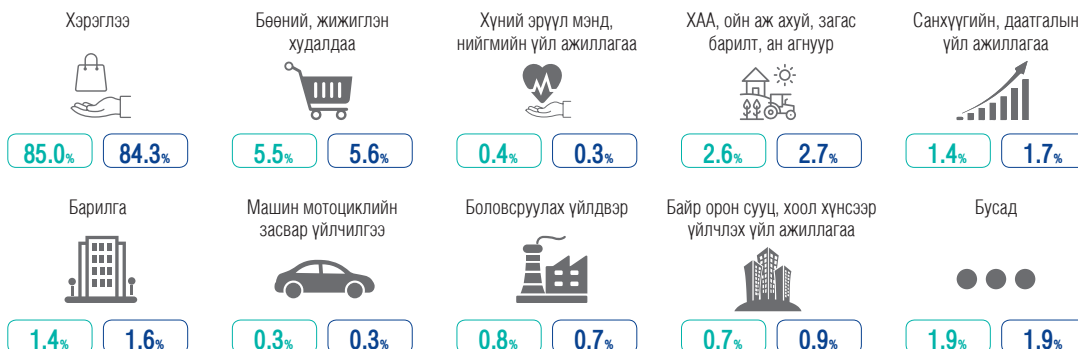 Хэрэглээ
Бөөний, жижиглэн
худалдаа
Хүний эрүүл мэнд,
нийгмийн үйл ажиллагаа
ХАА, ойн аж ахуй, загас
барилт, ан агнуур
Санхүүгийн, даатгалын
үйл ажиллагаа
85.0% 84.3%
5.5% 5.6%
0.4% 0.3%
2.6% 2.7%
1.4% 1.7%
Барилга
Машин мотоциклийн
засвар үйлчилгээ
Боловсруулах үйлдвэр
Байр орон сууц, хоол хүнсээр
үйлчлэх үйл ажиллагаа
Бусад
1.4% 1.6%
0.3% 0.3%
0.8% 0.7%
0.7% 0.9%
1.9% 1.9%